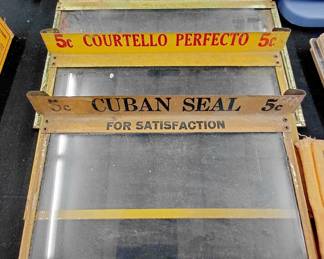 5c COURTELLO PERFECTO 5c
5c CUBAN SEAL 5c
FOR SATISFACTION